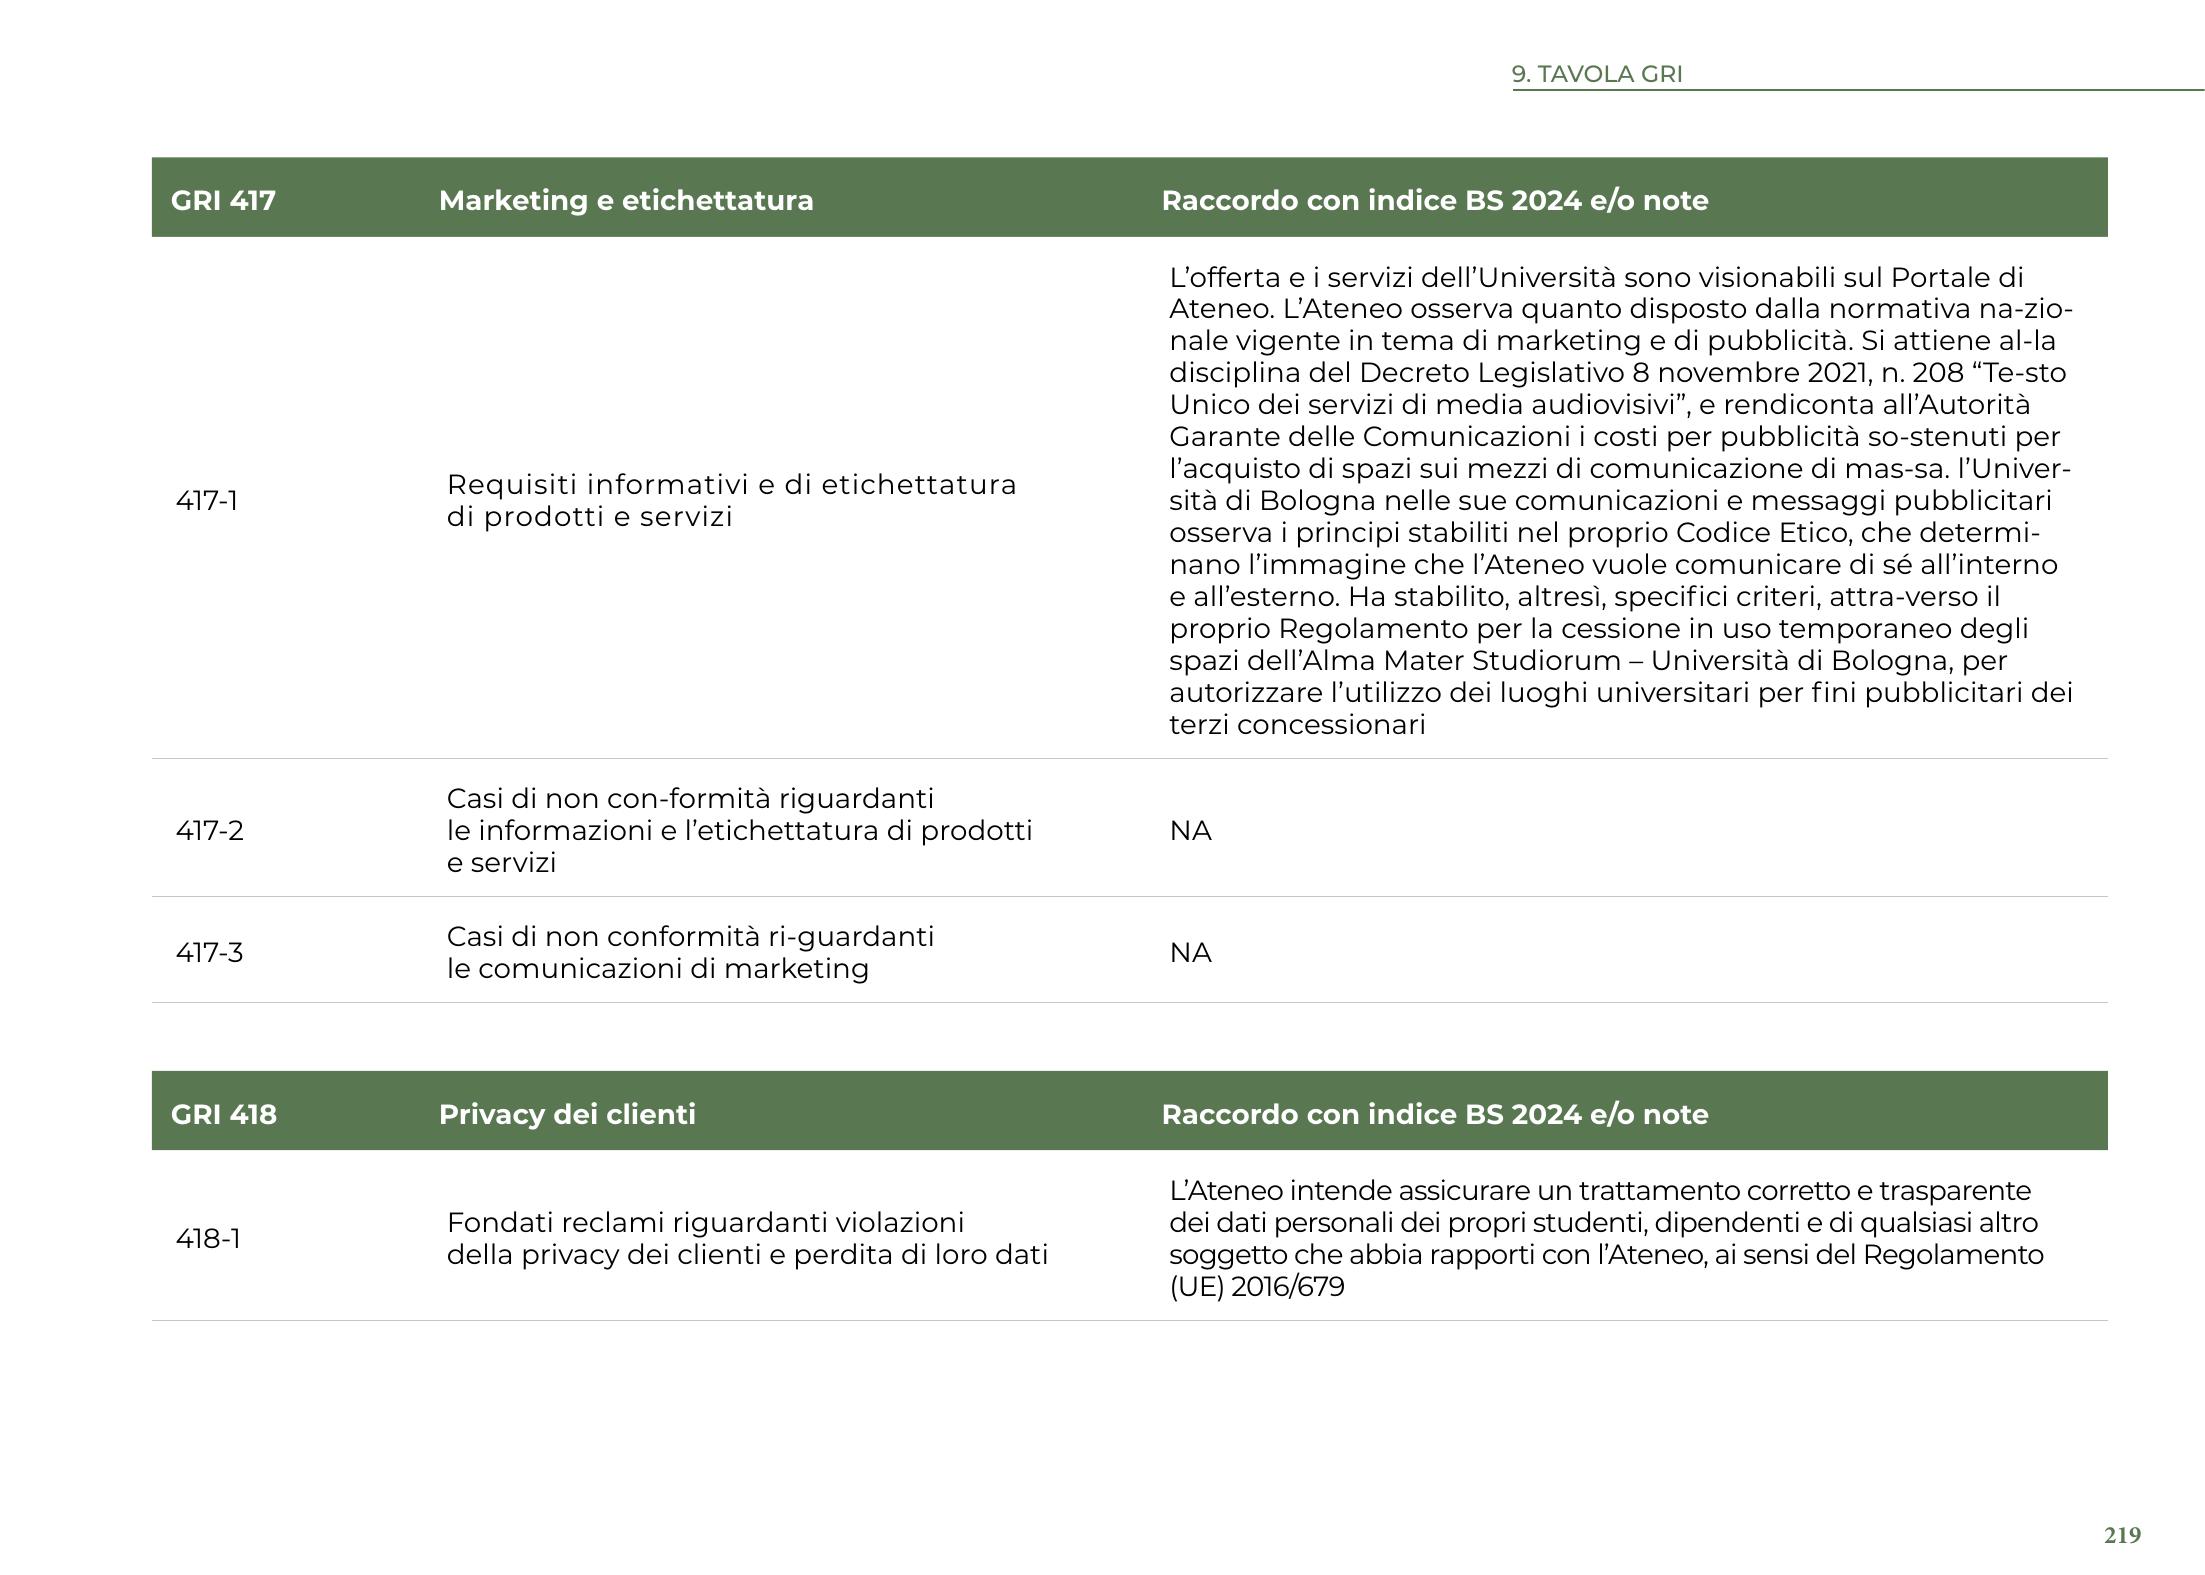 9. TAVOLA GRI
GRI 417 Marketing e etichettatura Raccordo con indice BS 2024 e/o note
417-1
Requisiti informativi e di etichettatura
di prodotti e servizi
L’offerta e i servizi dell’Università sono visionabili sul Portale di
Ateneo. L’Ateneo osserva quanto disposto dalla normativa na-zio-
nale vigente in tema di marketing e di pubblicità. Si attiene al-la
disciplina del Decreto Legislativo 8 novembre 2021, n. 208 “Te-sto
Unico dei servizi di media audiovisivi”, e rendiconta all’Autorità
Garante delle Comunicazioni i costi per pubblicità so-stenuti per
l’acquisto di spazi sui mezzi di comunicazione di mas-sa. l’Univer-
sità di Bologna nelle sue comunicazioni e messaggi pubblicitari
osserva i principi stabiliti nel proprio Codice Etico, che determi-
nano l’immagine che l’Ateneo vuole comunicare di sé all’interno
e all’esterno. Ha stabilito, altresì, specifici criteri, attra-verso il
proprio Regolamento per la cessione in uso temporaneo degli
spazi dell’Alma Mater Studiorum – Università di Bologna, per
autorizzare l’utilizzo dei luoghi universitari per fini pubblicitari dei
terzi concessionari
417-2
Casi di non con-formità riguardanti
le informazioni e l’etichettatura di prodotti
e servizi
NA
417-3
Casi di non conformità ri-guardanti
le comunicazioni di marketing
NA
GRI 418 Privacy dei clienti Raccordo con indice BS 2024 e/o note
418-1
Fondati reclami riguardanti violazioni
della privacy dei clienti e perdita di loro dati
L’Ateneo intende assicurare un trattamento corretto e trasparente
dei dati personali dei propri studenti, dipendenti e di qualsiasi altro
soggetto che abbia rapporti con l’Ateneo, ai sensi del Regolamento
(UE) 2016/679
219